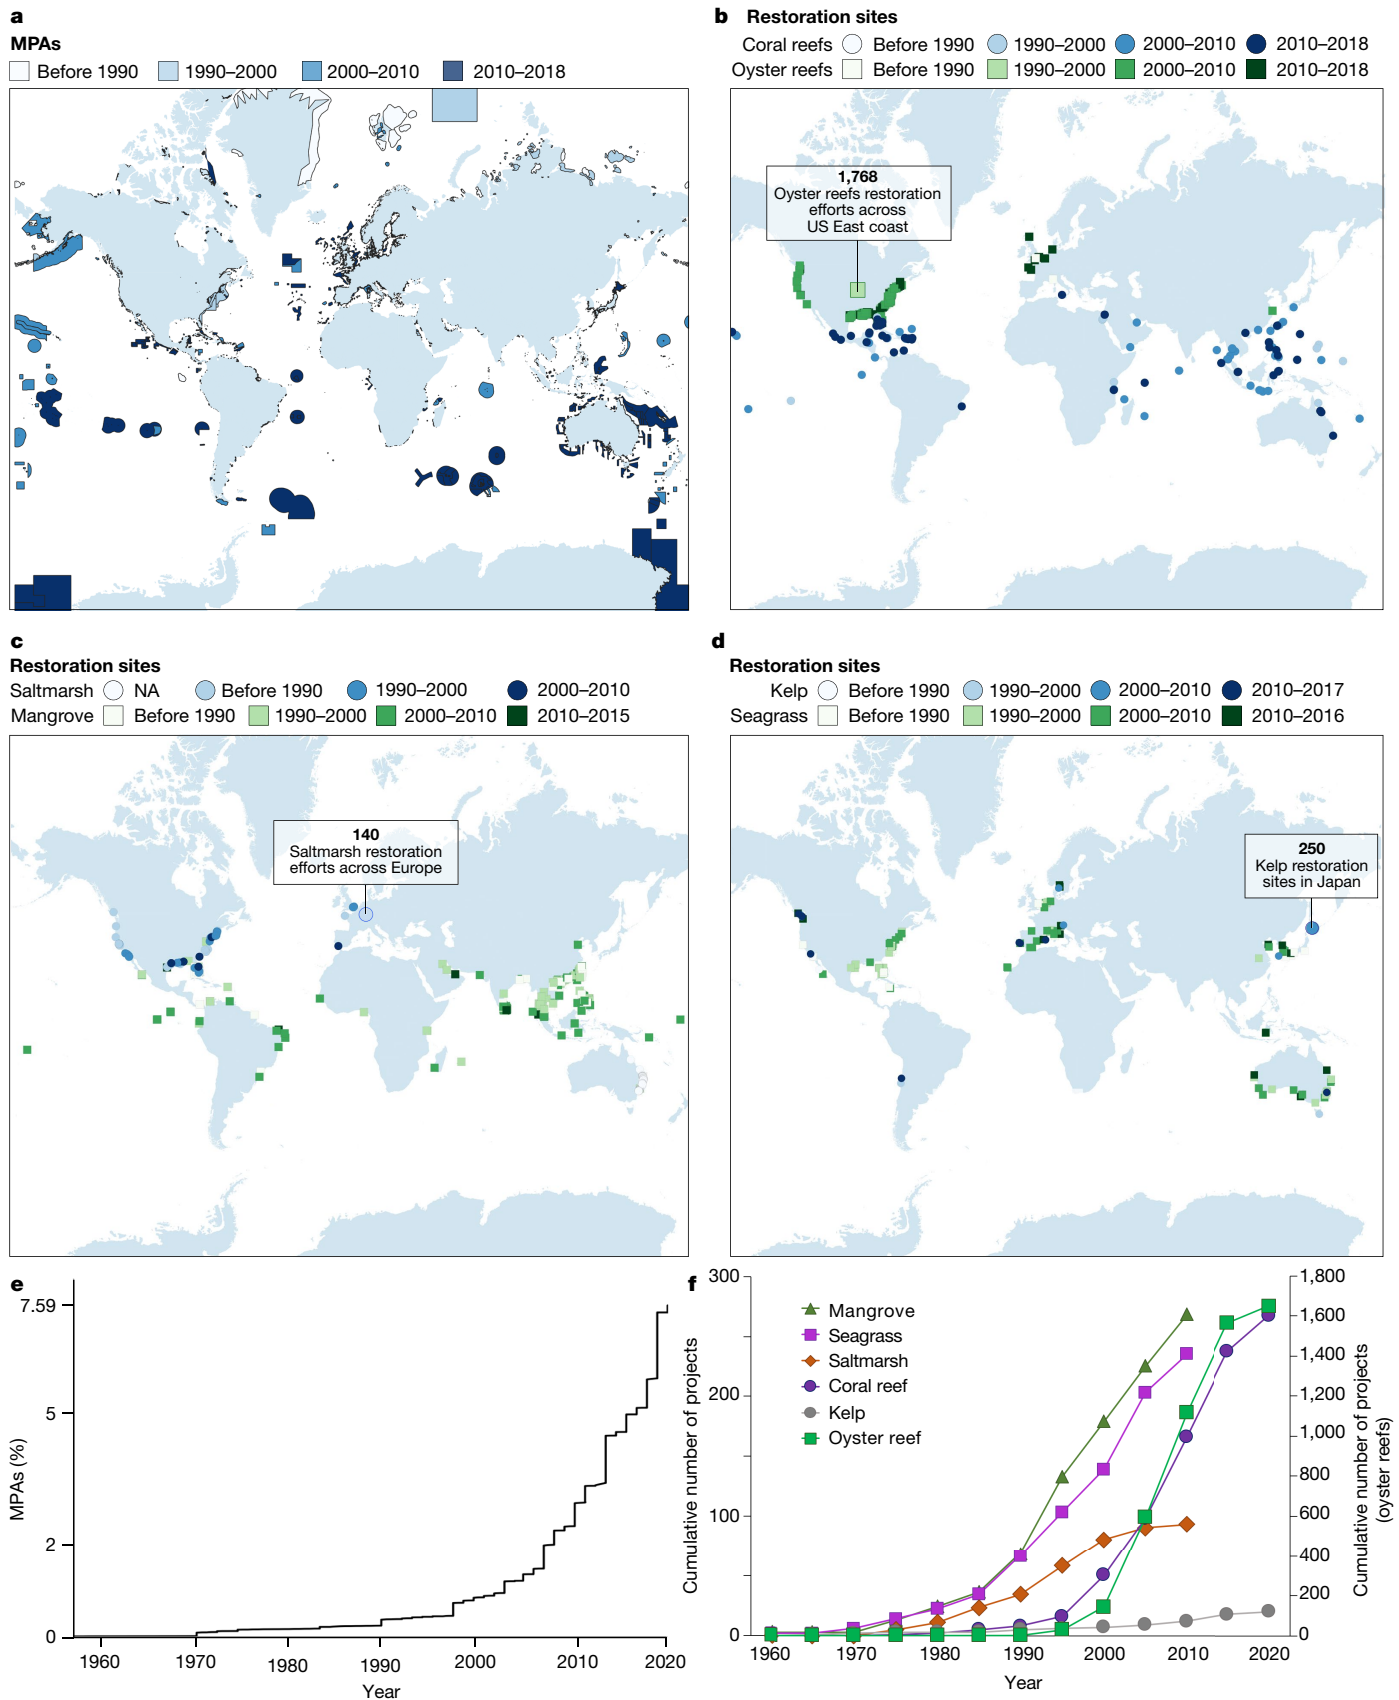 a
MPAs
Before 1990 1990–2000 2000–2010 2010–2018
b Restoration sites
Coral reefs Before 1990 1990–2000 2000–2010 2010–2018
Oyster reefs Before 1990 1990–2000 2000–2010 2010–2018
1,768
Oyster reefs restoration
efforts across
US East coast
c
Restoration sites
Saltmarsh NA Before 1990 1990–2000 2000–2010
Mangrove Before 1990 1990–2000 2000–2010 2010–2015
140
Saltmarsh restoration
efforts across Europe
d
Restoration sites
Kelp Before 1990 1990–2000 2000–2010 2010–2017
Seagrass Before 1990 1990–2000 2000–2010 2010–2016
250
Kelp restoration
sites in Japan
e
7.59
5
2
0
MPAs (%)
1960 1970 1980 1990 2000 2010 2020
Year
f
300
200
100
0
Cumulative number of projects
Mangrove
Seagrass
Saltmarsh
Coral reef
Kelp
Oyster reef
1,800
1,600
1,400
1,200
1,000
800
600
400
200
0
Cumulative number of projects
(oyster reefs)
1960 1970 1980 1990 2000 2010 2020
Year